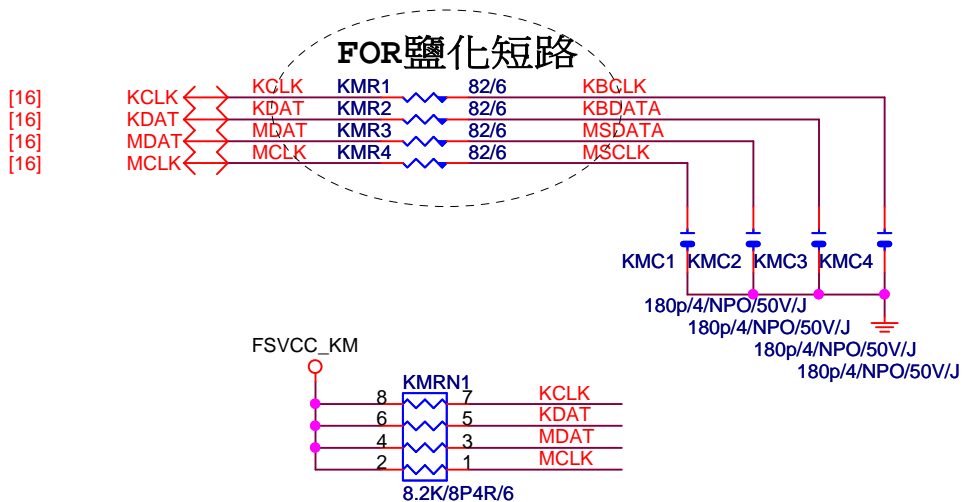 FOR鹽化短路
[16] KCLK KCLK KMR1 82/6 KBCLK
[16] KDAT KDAT KMR2 82/6 KBDATA
[16] MDAT MDAT KMR3 82/6 MSDATA
[16] MCLK MCLK KMR4 82/6 MSCLK
KMC1 KMC2 KMC3 KMC4
180p/4/NPO/50V/J
180p/4/NPO/50V/J
180p/4/NPO/50V/J
180p/4/NPO/50V/J
FSVCC_KM
KMRN1
8 7 KCLK
6 5 KDAT
4 3 MDAT
2 1 MCLK
8.2K/8P4R/6